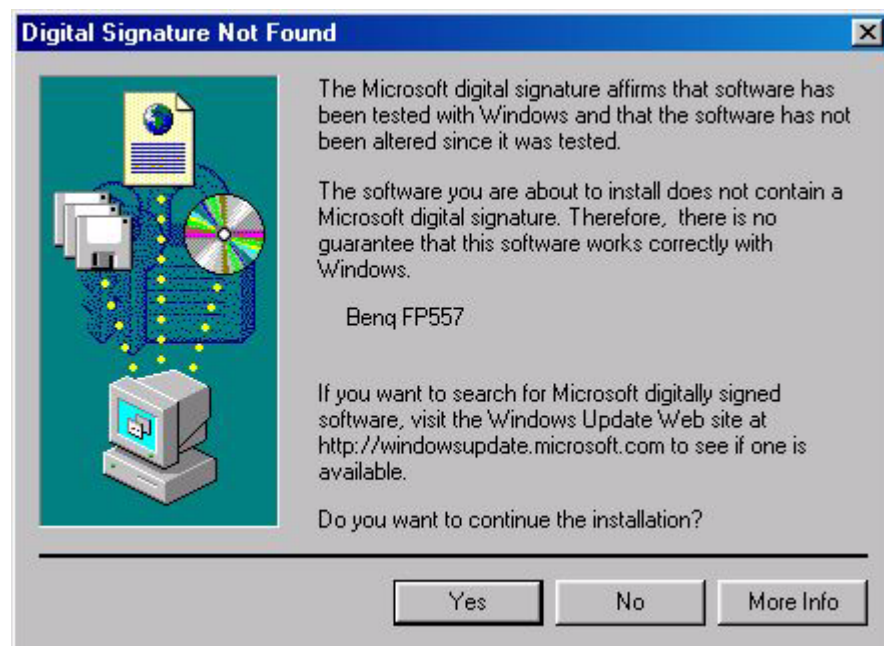 Digital Signature Not Found
The Microsoft digital signature affirms that software has
been tested with Windows and that the software has not
been altered since it was tested.
The software you are about to install does not contain a
Microsoft digital signature. Therefore, there is no
guarantee that this software works correctly with
Windows.
Benq FP557
If you want to search for Microsoft digitally signed
software, visit the Windows Update Web site at
http://windowsupdate.microsoft.com to see if one is
available.
Do you want to continue the installation?
Yes
No
More Info